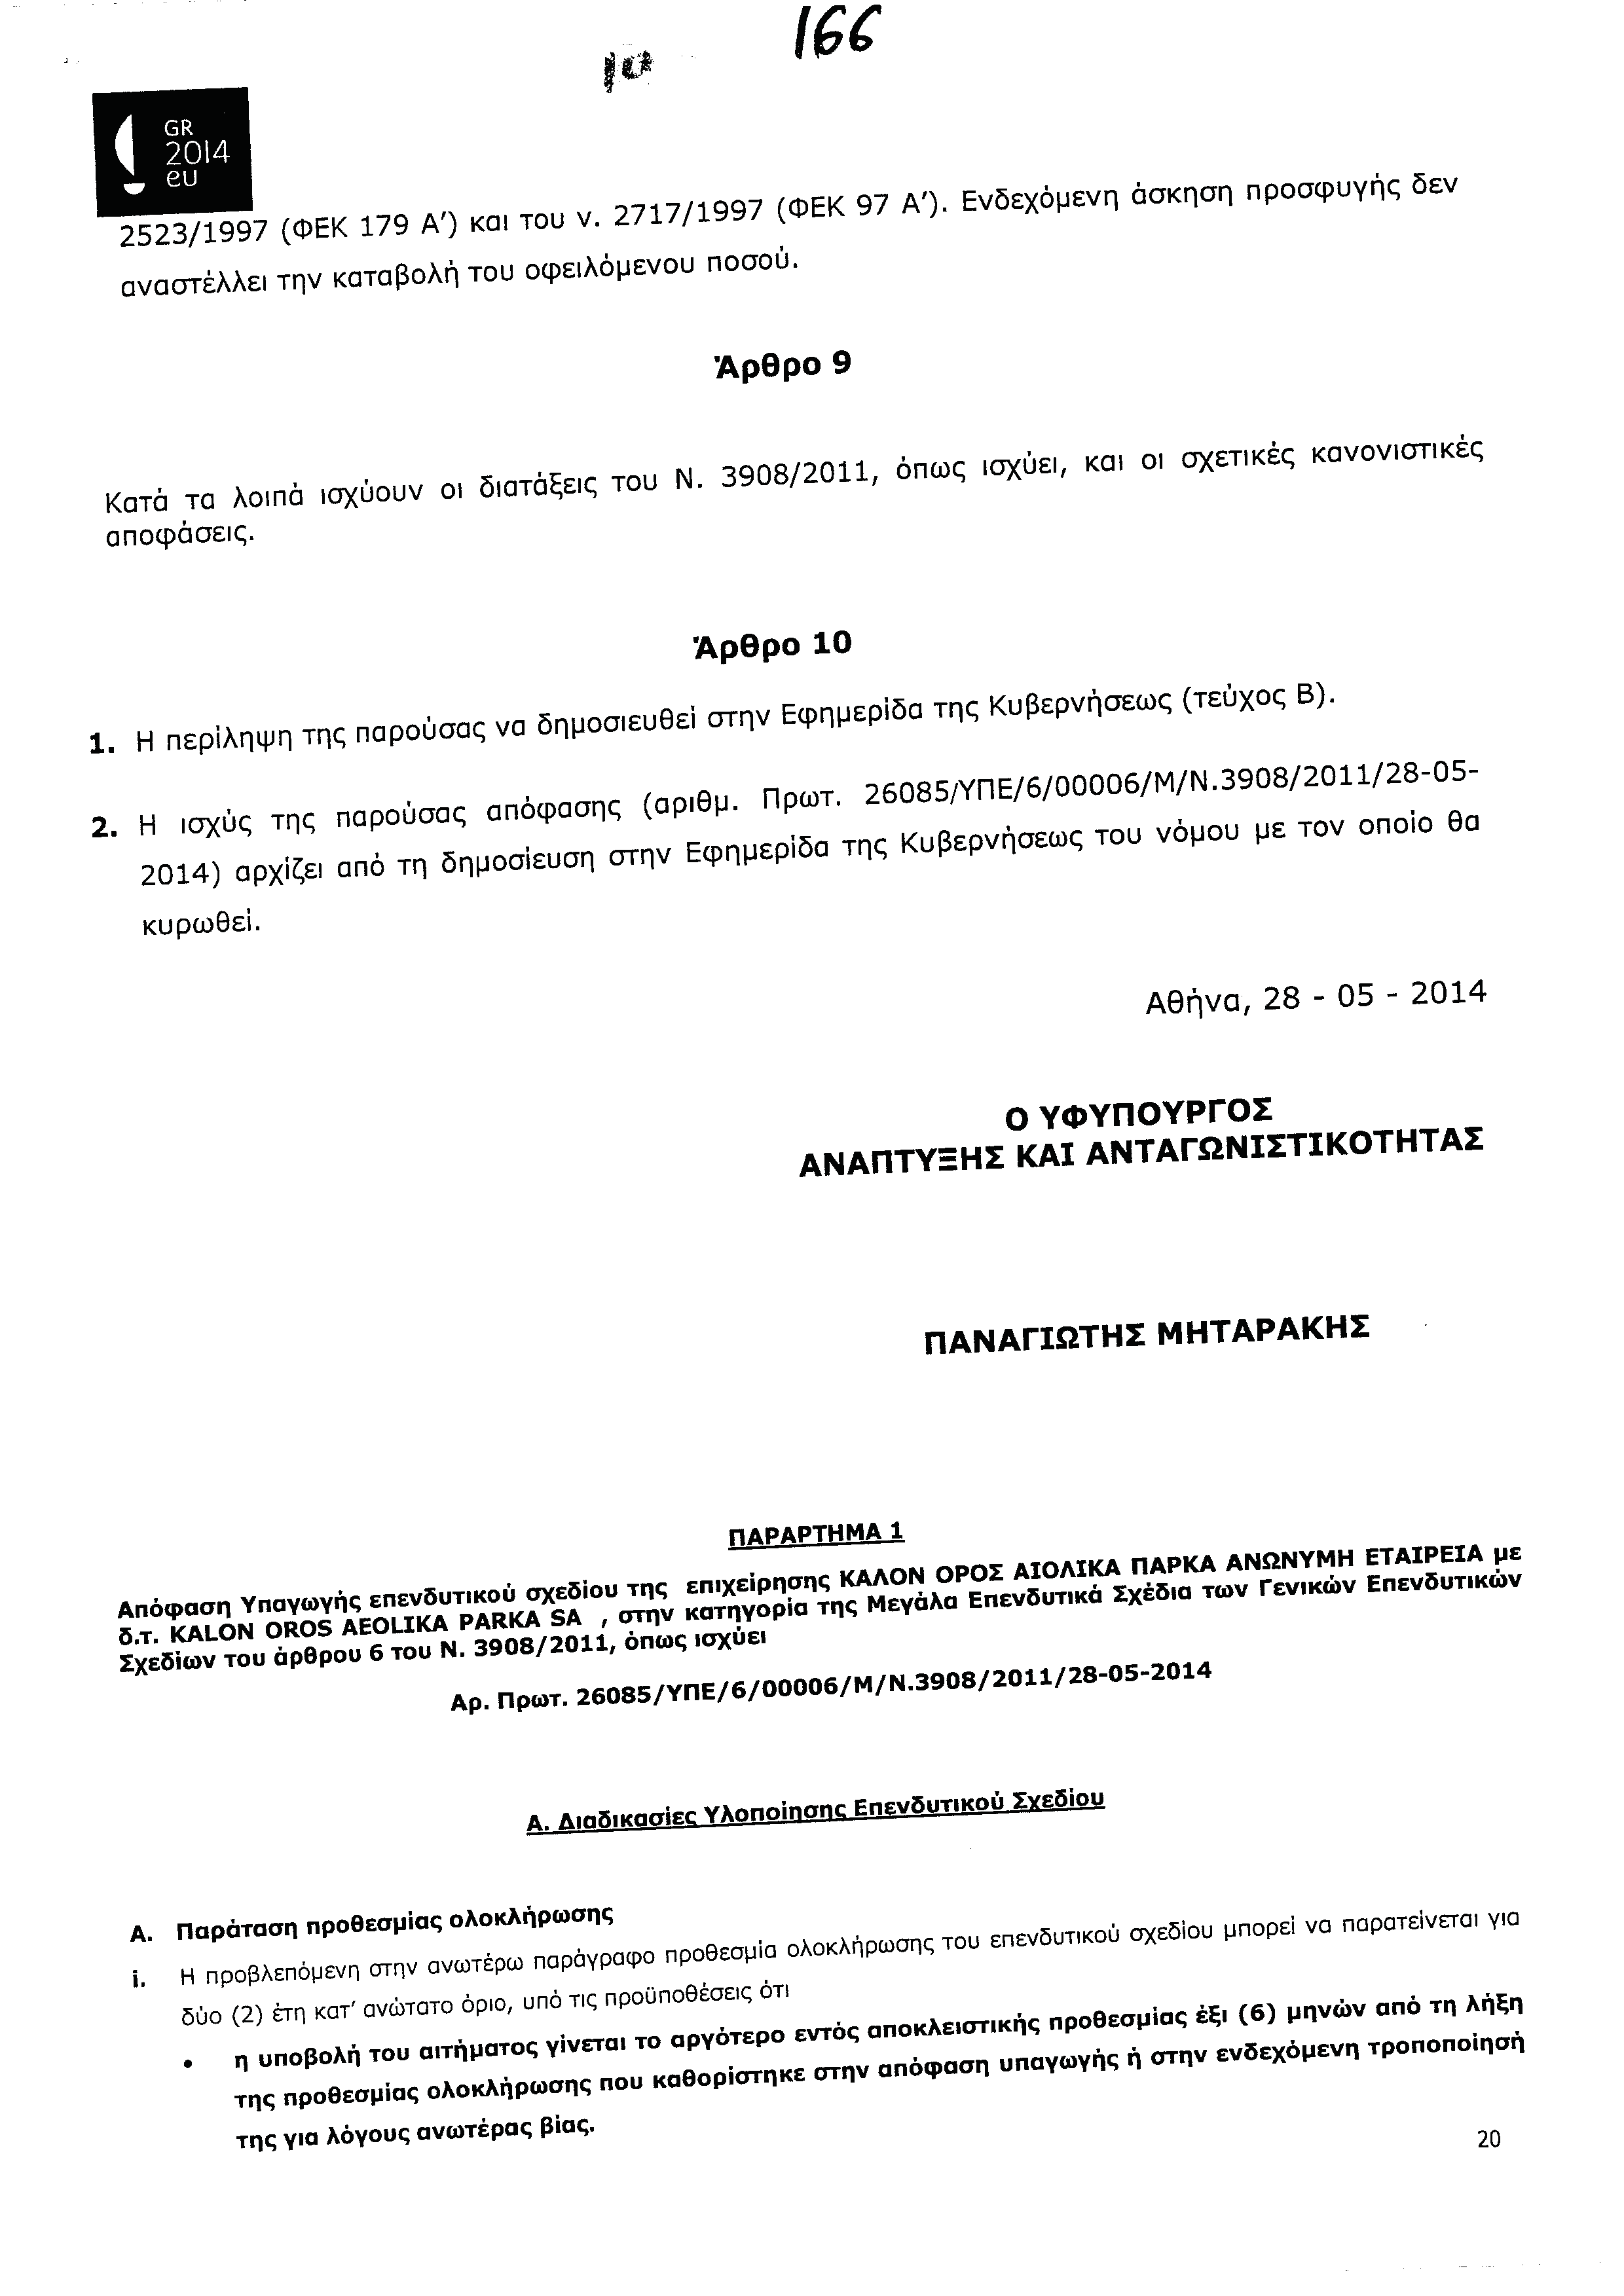 166
GR
2014
eu
2523/1997 (ΦΕΚ 179 Α') και του ν. 2717/1997 (ΦΕΚ 97 Α'). Ενδεχόμενη άσκηση προσφυγής δεν
αναστέλλει την καταβολή του οφειλόμενου ποσού.
Άρθρο 9
Κατά τα λοιπά ισχύουν οι διατάξεις του Ν. 3908/2011, όπως ισχύει, και οι σχετικές κανονιστικές
αποφάσεις.
Άρθρο 10
1. Η περίληψη της παρούσας να δημοσιευθεί στην Εφημερίδα της Κυβερνήσεως (τεύχος Β).
2. Η ισχύς της παρούσας απόφασης (αριθμ. Πρωτ. 26085/ΥΠΕ/6/00006/Μ/Ν.3908/2011/28-05-
2014) αρχίζει από τη δημοσίευση στην Εφημερίδα της Κυβερνήσεως του νόμου με τον οποίο θα
κυρωθεί.
Αθήνα, 28 - 05 - 2014
Ο ΥΦΥΠΟΥΡΓΟΣ
ΑΝΑΠΤΥΞΗΣ ΚΑΙ ΑΝΤΑΓΩΝΙΣΤΙΚΟΤΗΤΑΣ
ΠΑΝΑΓΙΩΤΗΣ ΜΗΤΑΡΑΚΗΣ
ΠΑΡΑΡΤΗΜΑ 1
Απόφαση Υπαγωγής επενδυτικού σχεδίου της επιχείρησης ΚΑΛΟΝ ΟΡΟΣ ΑΙΟΛΙΚΑ ΠΑΡΚΑ ΑΝΩΝΥΜΗ ΕΤΑΙΡΕΙΑ με
δ.τ. KALON OROS AEOLIKA PARKA SA , στην κατηγορία της Μεγάλα Επενδυτικά Σχέδια των Γενικών Επενδυτικών
Σχεδίων του άρθρου 6 του Ν. 3908/2011, όπως ισχύει
Αρ. Πρωτ. 26085/ΥΠΕ/6/00006/Μ/Ν.3908/2011/28-05-2014
Α. Διαδικασίες Υλοποίησης Επενδυτικού Σχεδίου
Α. Παράταση προθεσμίας ολοκλήρωσης
i. Η προβλεπόμενη στην ανωτέρω παράγραφο προθεσμία ολοκλήρωσης του επενδυτικού σχεδίου μπορεί να παρατείνεται για
δύο (2) έτη κατ' ανώτατο όριο, υπό τις προϋποθέσεις ότι
• η υποβολή του αιτήματος γίνεται το αργότερο εντός αποκλειστικής προθεσμίας έξι (6) μηνών από τη λήξη
της προθεσμίας ολοκλήρωσης που καθορίστηκε στην απόφαση υπαγωγής ή στην ενδεχόμενη τροποποίησή
της για λόγους ανωτέρας βίας.
20